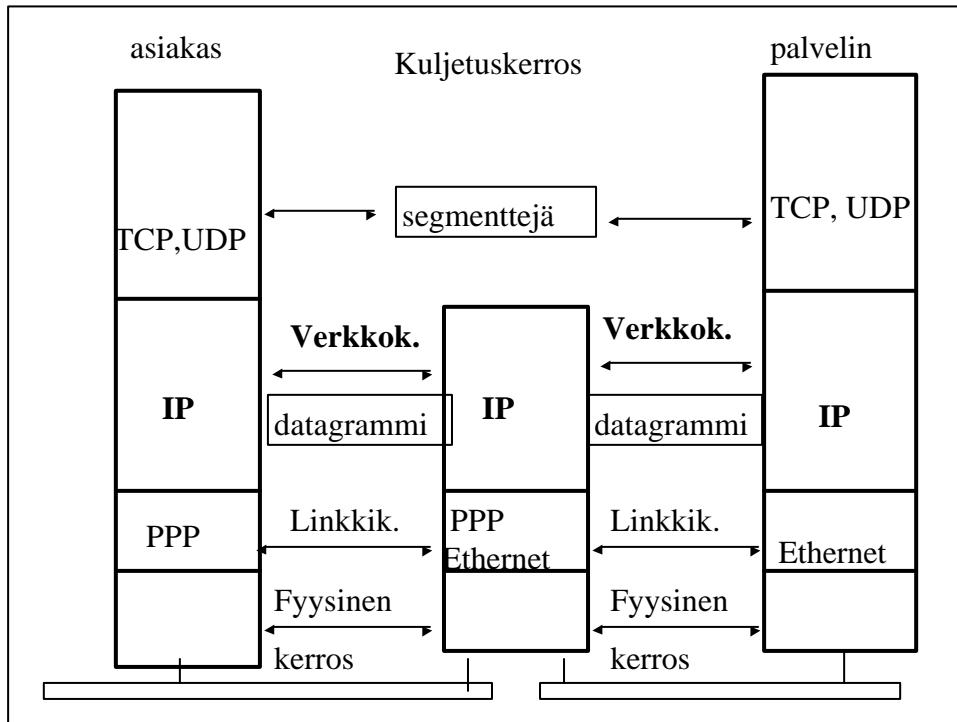 asiakas
Kuljetuskerros
palvelin
segmenttejä
TCP,UDP
TCP, UDP
Verkkok.
Verkkok.
IP
IP
IP
datagrammi
datagrammi
PPP
Linkkik.
PPP
Ethernet
Linkkik.
Ethernet
Fyysinen
kerros
Fyysinen
kerros